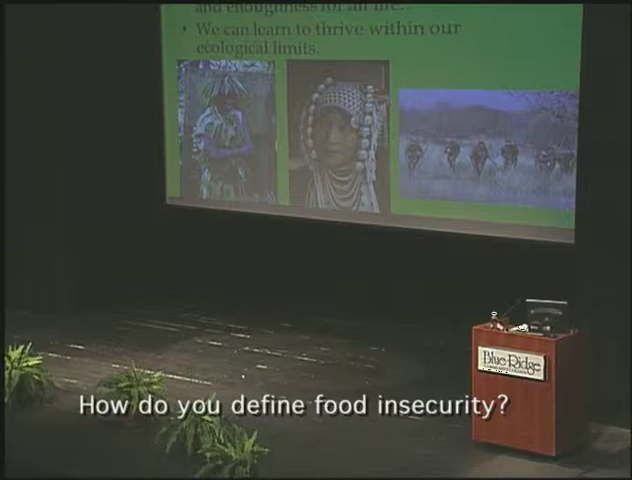 and enoughness for all life..
• We can learn to thrive within our
ecological limits.
Blue Ridge
How do you define food insecurity?